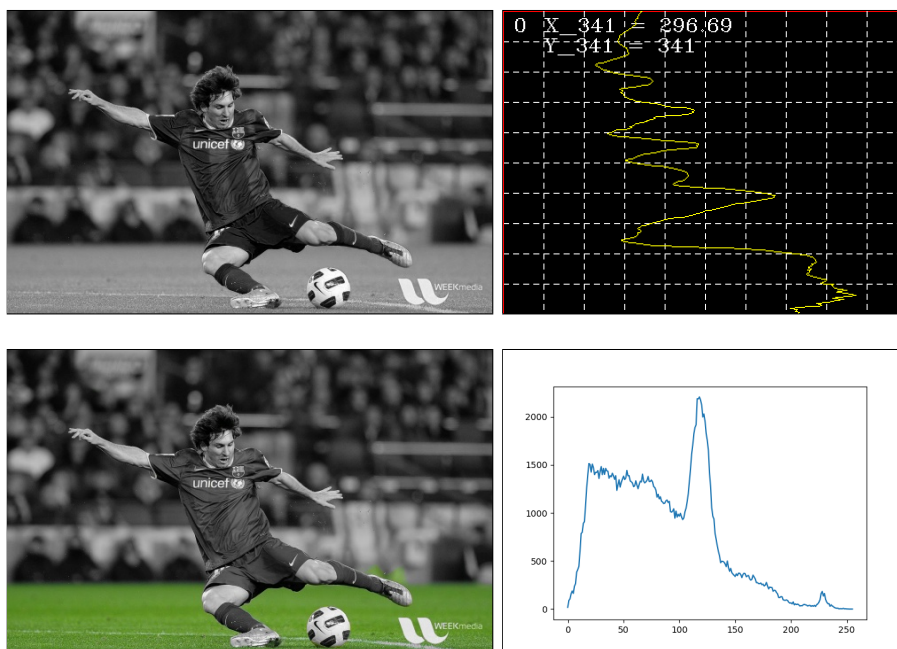 unicef
WEEKmedia
0 X_341 = 296.69
Y_341 = 341
unicef
WEEKmedia
2000
1500
1000
500
0
0 50 100 150 200 250